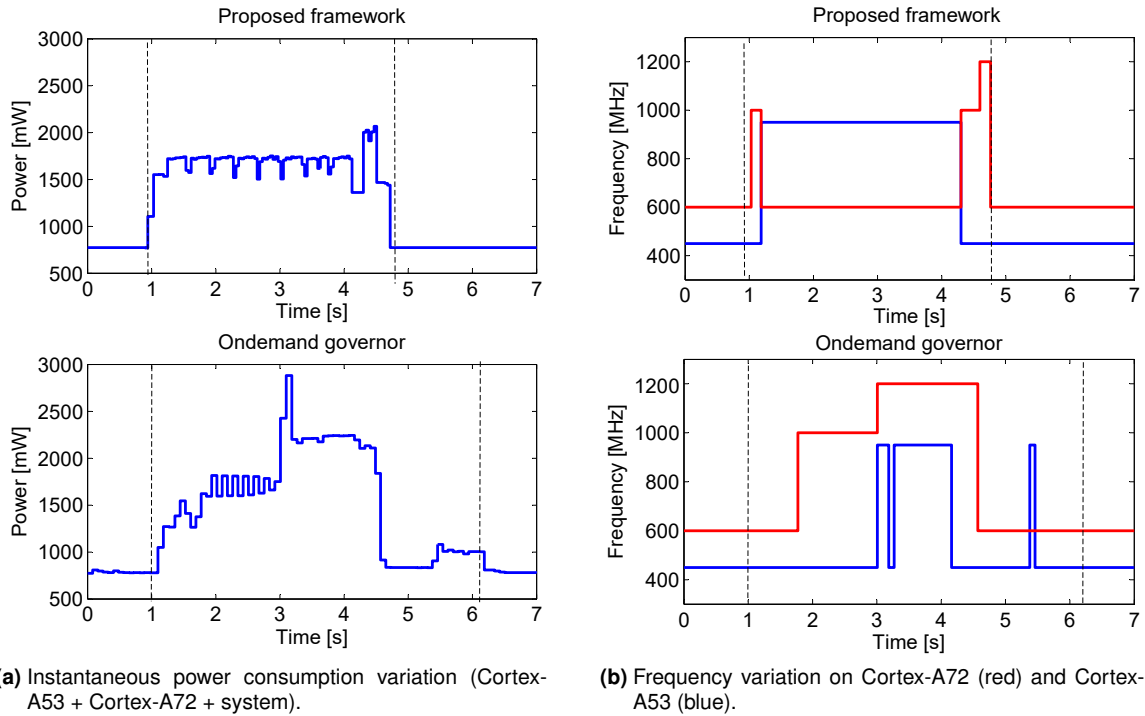 Proposed framework
3000
2500
2000
1500
1000
500
Power [mW]
0 1 2 3 4 5 6 7
Time [s]
Proposed framework
1200
1000
800
600
400
Frequency [MHz]
0 1 2 3 4 5 6 7
Time [s]
Ondemand governor
3000
2500
2000
1500
1000
500
Power [mW]
0 1 2 3 4 5 6 7
Time [s]
Ondemand governor
1200
1000
800
600
400
Frequency [MHz]
0 1 2 3 4 5 6 7
Time [s]
a) Instantaneous power consumption variation (Cortex-
A53 + Cortex-A72 + system).
(b) Frequency variation on Cortex-A72 (red) and Cortex-
A53 (blue).